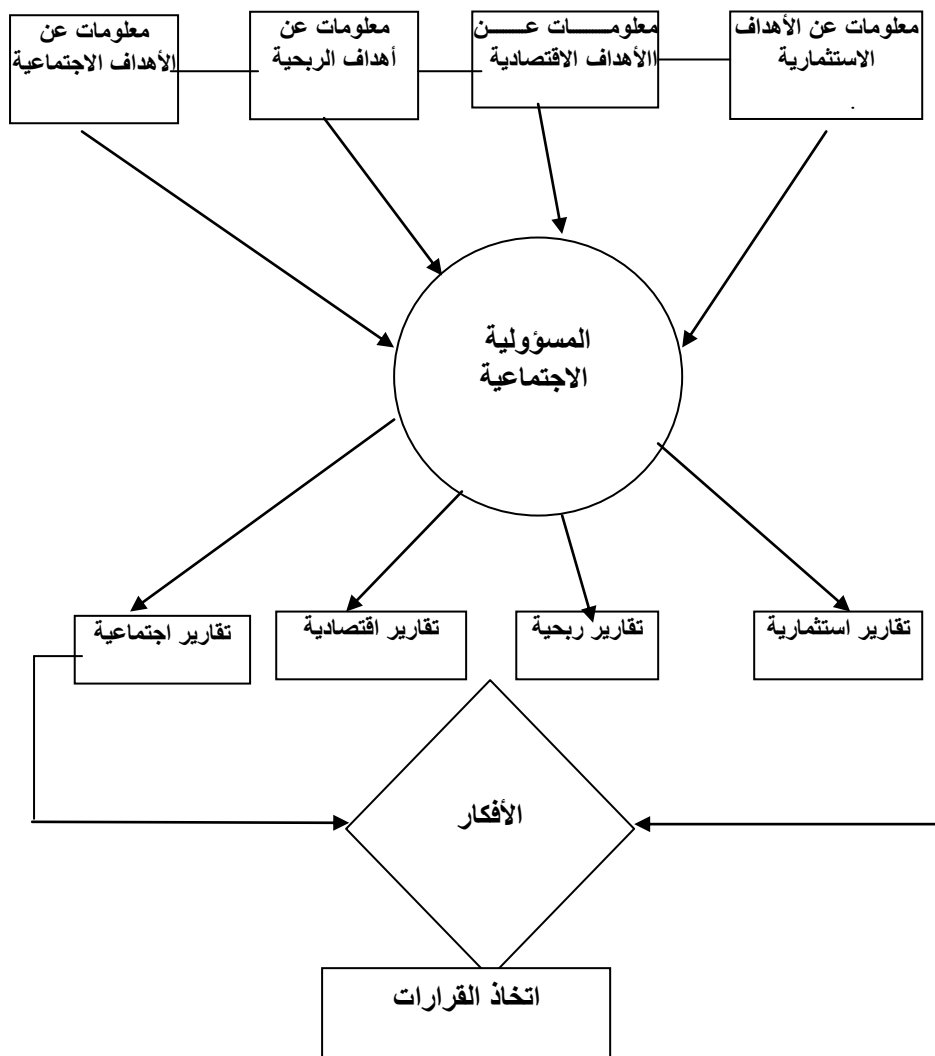 معلومات عن الأهداف
الاستثمارية
.
معلومـــــات عـــــن
االأهداف الاقتصادية
معلومات عن
أهداف الربحية
معلومات عن
الأهداف الاجتماعية
المسؤولية
الاجتماعية
تقارير استثمارية
تقارير ربحية
تقارير اقتصادية
تقارير اجتماعية
الأفكار
اتخاذ القرارات